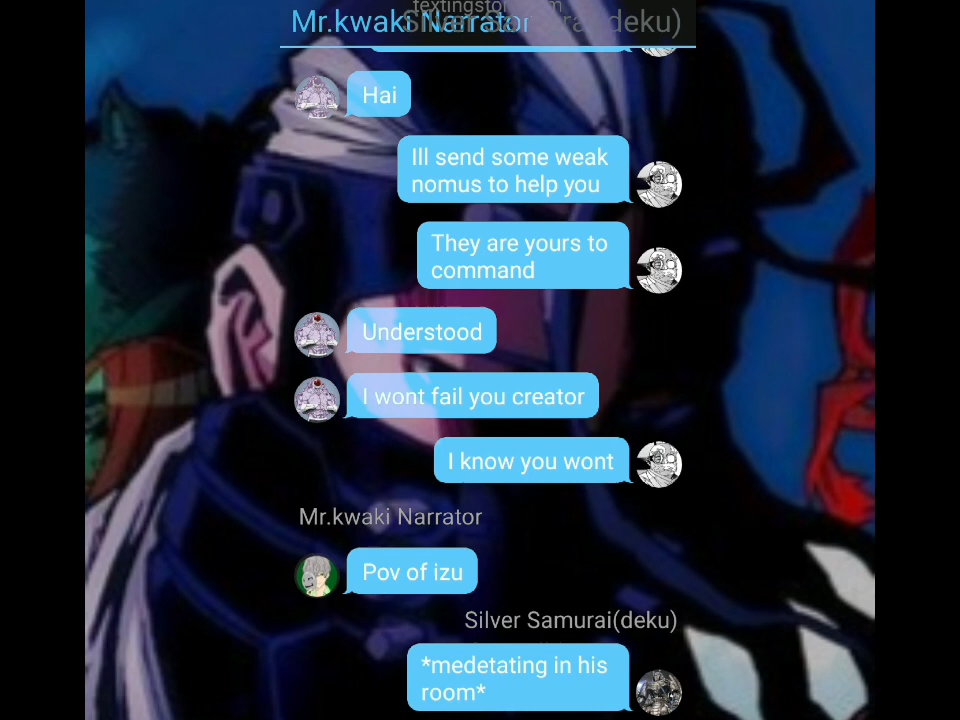 Mr.kwaki Narrator
Hai
Ill send some weak
nomus to help you
They are yours to
command
Understood
I wont fail you creator
I know you wont
Mr.kwaki Narrator
Pov of izu
Silver Samurai(deku)
*medetating in his
room*